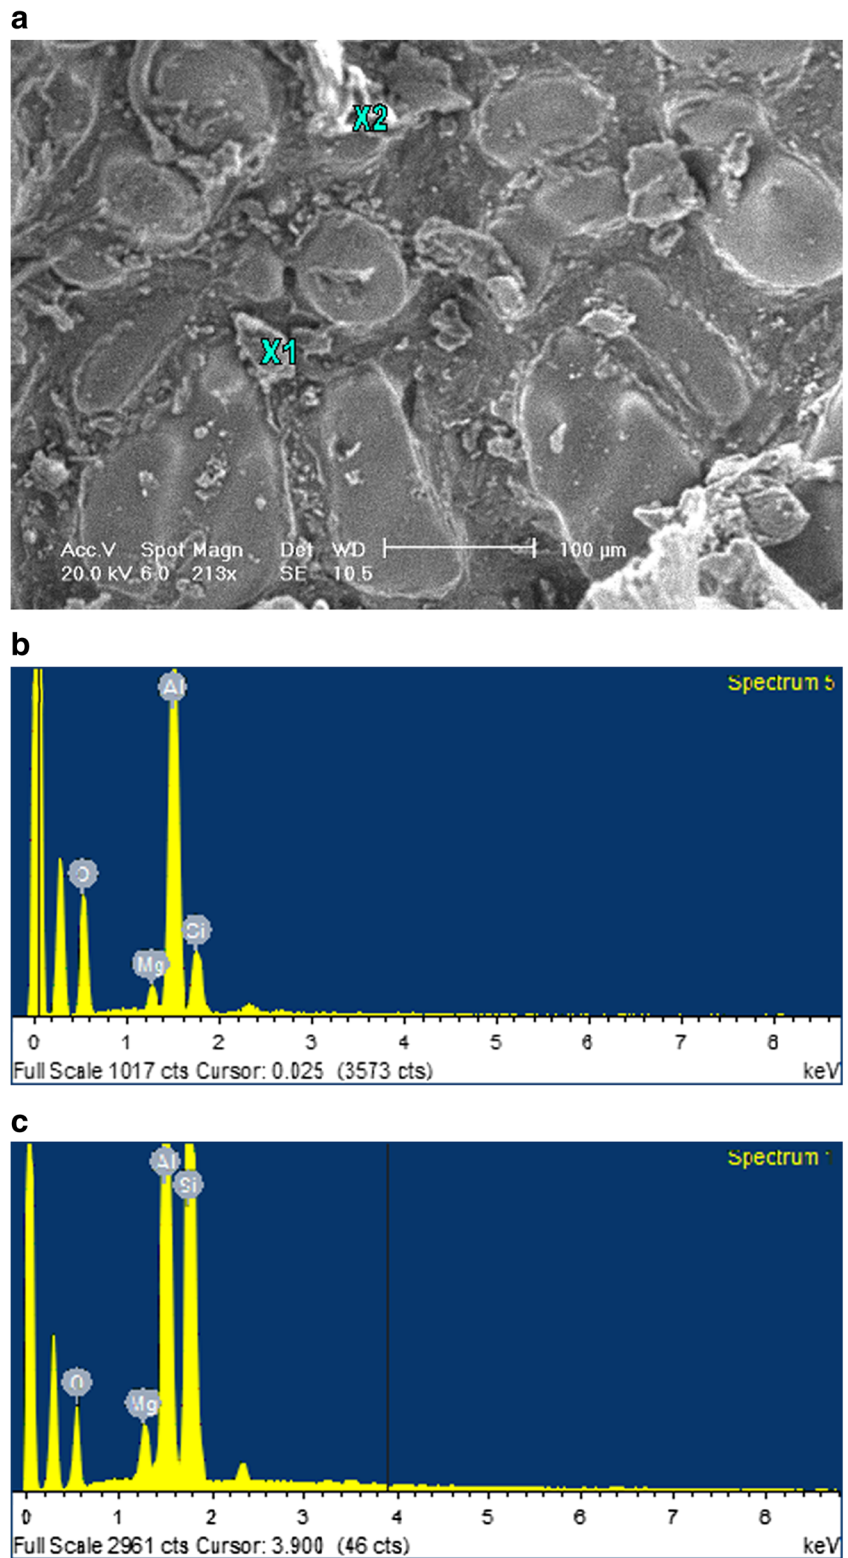 a
X2
X1
Acc.V Spot Magn Det WD 100 µm
20.0 kV 6.0 213x SE 10.5
b
Spectrum 5
Al
O
Si
Mg
0 1 2 3 4 5 6 7 8
Full Scale 1017 cts Cursor: 0.025 (3573 cts) keV
c
Spectrum 1
Al
Si
O
Mg
0 1 2 3 4 5 6 7 8
Full Scale 2961 cts Cursor: 3.900 (46 cts) keV